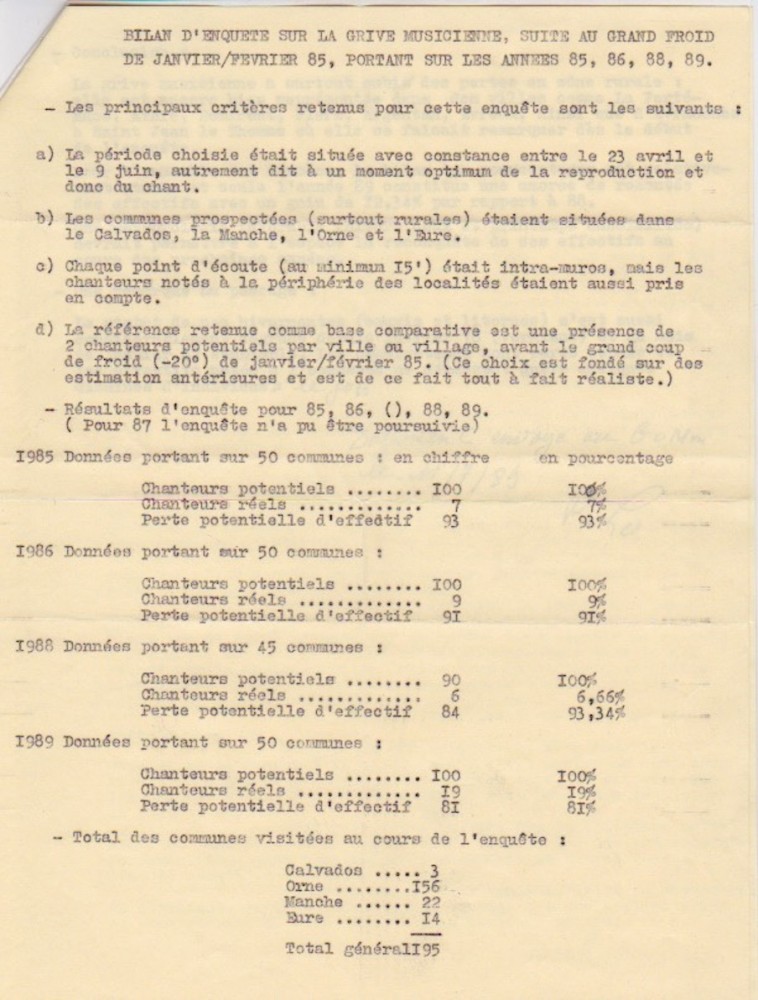 BILAN D'ENQUETE SUR LA GRIVE MUSICIENNE, SUITE AU GRAND FROID
DE JANVIER/FEVRIER 85, PORTANT SUR LES ANNEES 85, 86, 88, 89.
- Les principaux critères retenus pour cette enquête sont les suivants :
a) La période choisie était située avec constance entre le 23 avril et
le 9 juin, autrement dit à un moment optimum de la reproduction et
donc du chant.
b) Les communes prospectées (surtout rurales) étaient situées dans
le Calvados, la Manche, l'Orne et l'Eure.
c) Chaque point d'écoute (au minimum I5') était intra-muros, mais les
chanteurs notés à la périphérie des localités étaient aussi pris
en compte.
d) La référence retenue comme base comparative est une présence de
2 chanteurs potentiels par ville ou village, avant le grand coup
de froid (-20°) de janvier/février 85. (Ce choix est fondé sur des
estimation antérieures et est de ce fait tout à fait réaliste.)
- Résultats d'enquête pour 85, 86, (), 88, 89.
( Pour 87 l'enquête n'a pu être poursuivie)
I985 Données portant sur 50 communes : en chiffre en pourcentage
Chanteurs potentiels ........ I00 I00%
Chanteurs réels ............. 7 7%
Perte potentielle d'effedtif 93 93%
I986 Données portant sur 50 communes :
Chanteurs potentiels ........ I00 I00%
Chanteurs réels ............. 9 9%
Perte potentielle d'effectif 9I 9I%
I988 Données portant sur 45 communes :
Chanteurs potentiels ........ 90 I00%
Chanteurs réels ............. 6 6,66%
Perte potentielle d'effectif 84 93,34%
I989 Données portant sur 50 communes :
Chanteurs potentiels ........ I00 I00%
Chanteurs réels ............. I9 I9%
Perte potentielle d'effectif 8I 8I%
- Total des communes visitées au cours de l'enquête :
Calvados ..... 3
Orne ........I56
Manche ...... 22
Eure ........ I4
Total généralI95